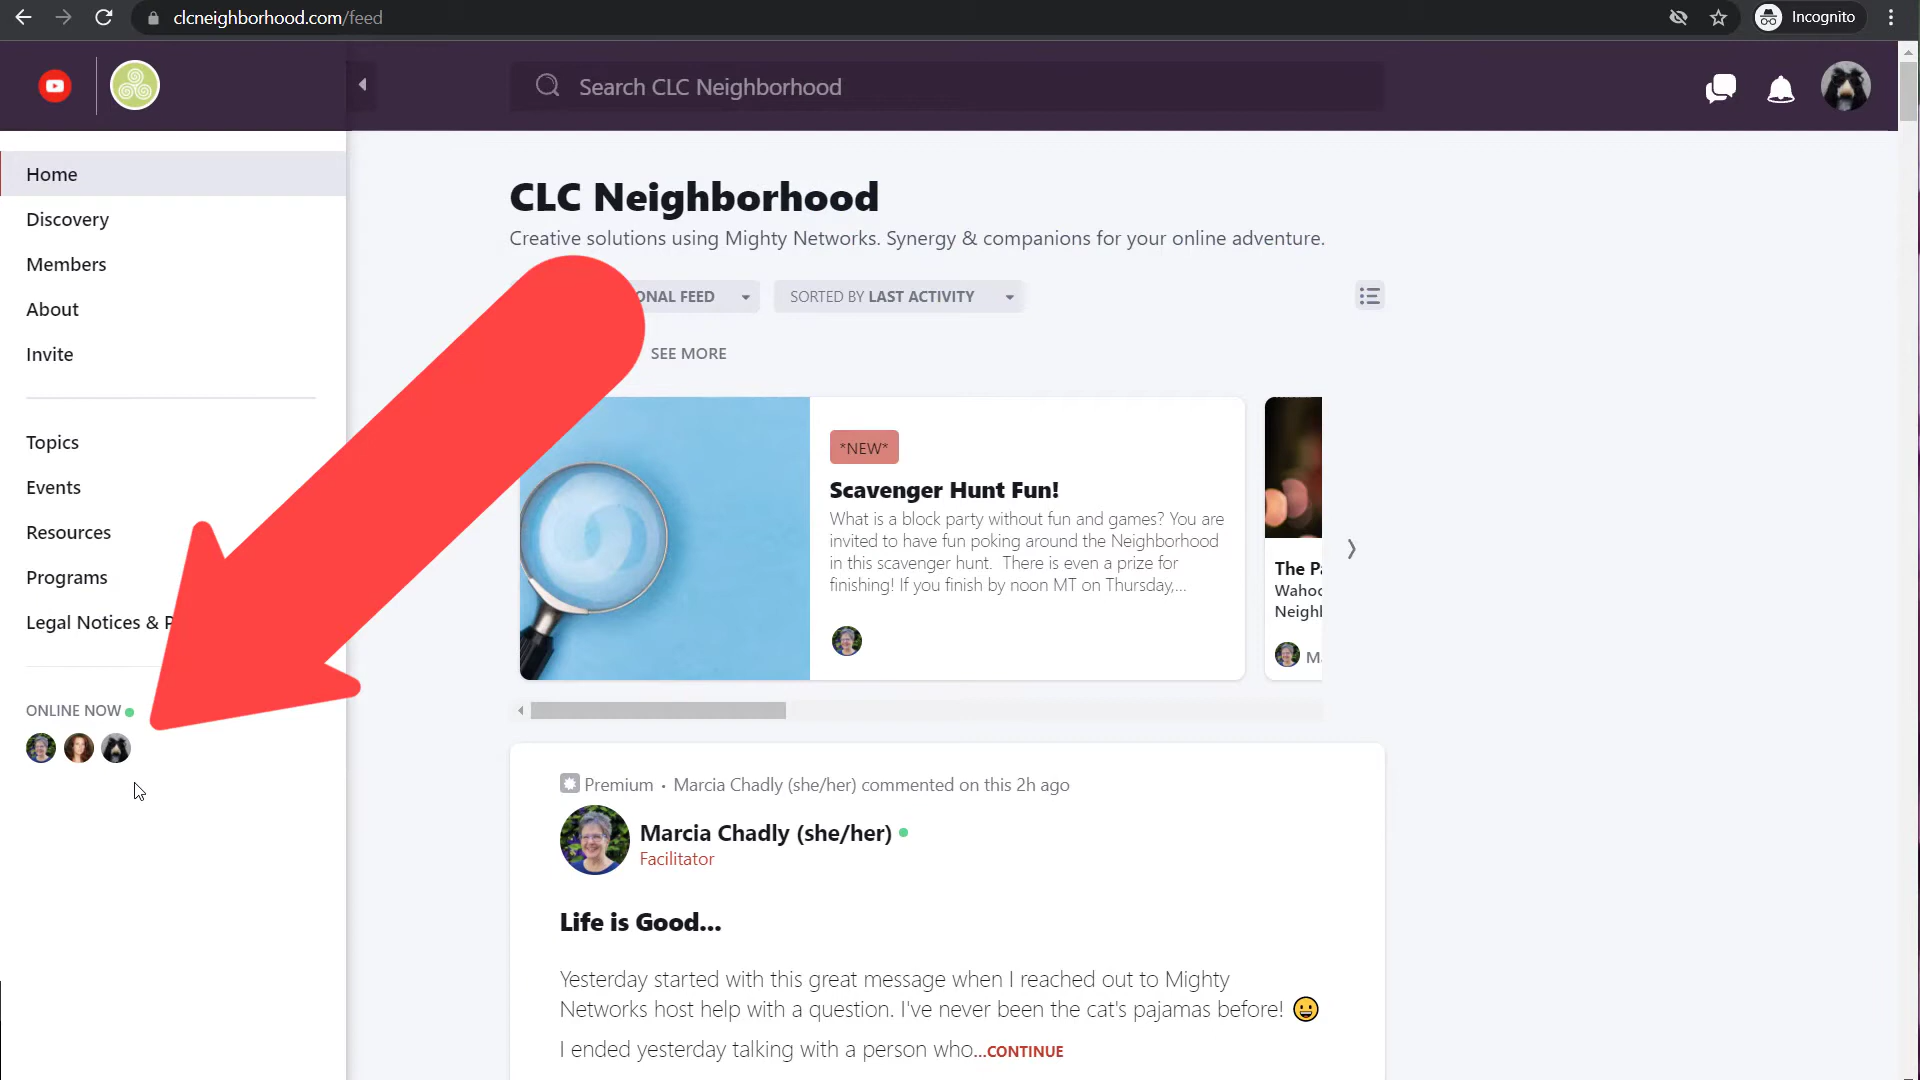 clcneighborhood.com/feed
Incognito
Search CLC Neighborhood
Home
Discovery
Members
About
Invite
Topics
Events
Resources
Programs
Legal Notices &
ONLINE NOW
CLC Neighborhood
Creative solutions using Mighty Networks. Synergy & companions for your online adventure.
FEED
SORTED BY LAST ACTIVITY
SEE MORE
*NEW*
Scavenger Hunt Fun!
What is a block party without fun and games? You are
invited to have fun poking around the Neighborhood
in this scavenger hunt. There is even a prize for
finishing! If you finish by noon MT on Thursday,...
The
Premium • Marcia Chadly (she/her) commented on this 2h ago
Marcia Chadly (she/her)
Facilitator
Life is Good...
Yesterday started with this great message when I reached out to Mighty
Networks host help with a question. I've never been the cat's pajamas before! 😀
I ended yesterday talking with a person who...CONTINUE